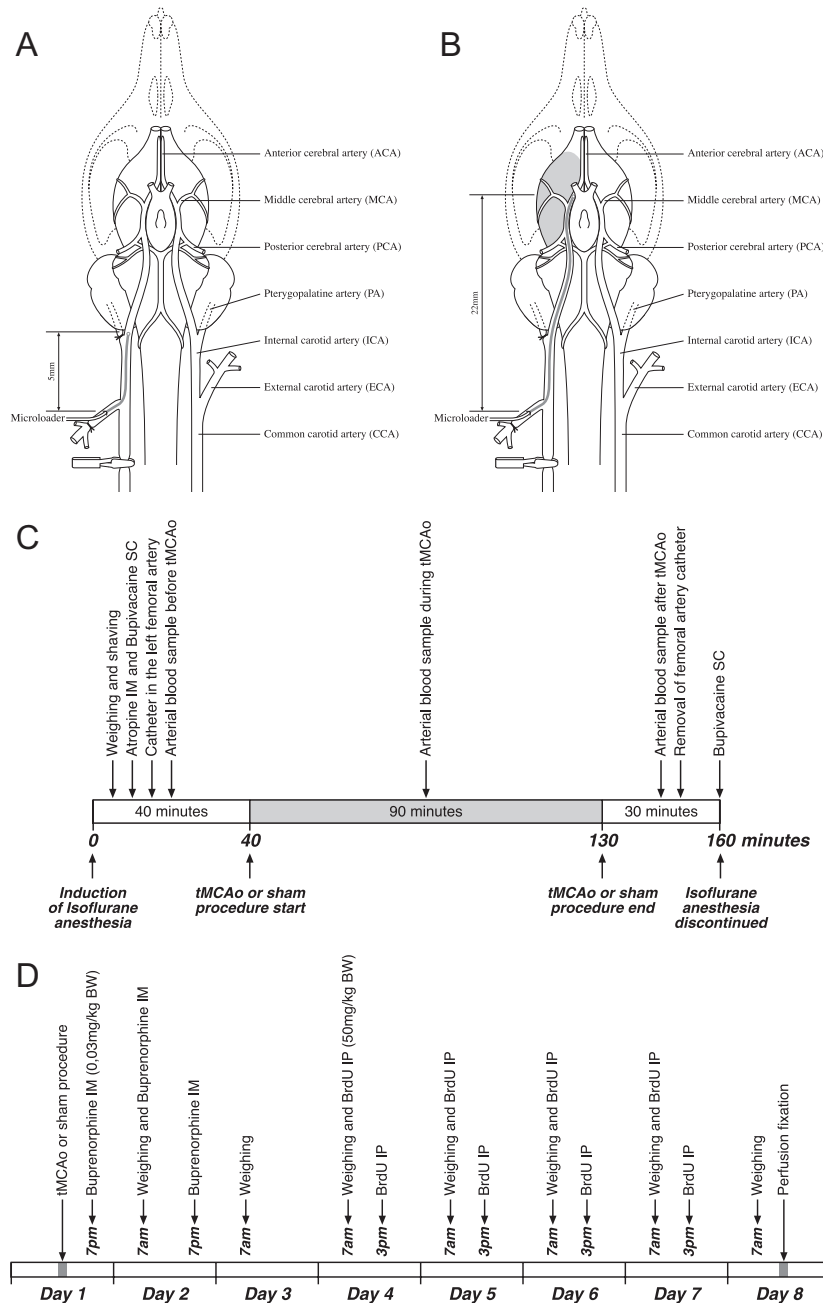 A
Anterior cerebral artery (ACA)
Middle cerebral artery (MCA)
Posterior cerebral artery (PCA)
Pterygopalatine artery (PA)
Internal carotid artery (ICA)
External carotid artery (ECA)
Common carotid artery (CCA)
5mm
Microloader
B
Anterior cerebral artery (ACA)
Middle cerebral artery (MCA)
Posterior cerebral artery (PCA)
Pterygopalatine artery (PA)
Internal carotid artery (ICA)
External carotid artery (ECA)
Common carotid artery (CCA)
22mm
Microloader
C
Weighing and shaving
Atropine IM and Bupivacaine SC
Catheter in the left femoral artery
Arterial blood sample before tMCAo
Arterial blood sample during tMCAo
Arterial blood sample after tMCAo
Removal of femoral artery catheter
Bupivacaine SC
40 minutes
90 minutes
30 minutes
0
40
130
160 minutes
Induction
of Isoflurane
anesthesia
tMCAo or sham
procedure start
tMCAo or sham
procedure end
Isoflurane
anesthesia
discontinued
D
tMCAo or sham procedure
7pm Buprenorphine IM (0,03mg/kg BW)
7am Weighing and Buprenorphine IM
7pm Buprenorphine IM
7am Weighing
7am Weighing and BrdU IP (50mg/kg BW)
3pm BrdU IP
7am Weighing and BrdU IP
3pm BrdU IP
7am Weighing and BrdU IP
3pm BrdU IP
7am Weighing and BrdU IP
3pm BrdU IP
7am Weighing
Perfusion fixation
Day 1
Day 2
Day 3
Day 4
Day 5
Day 6
Day 7
Day 8